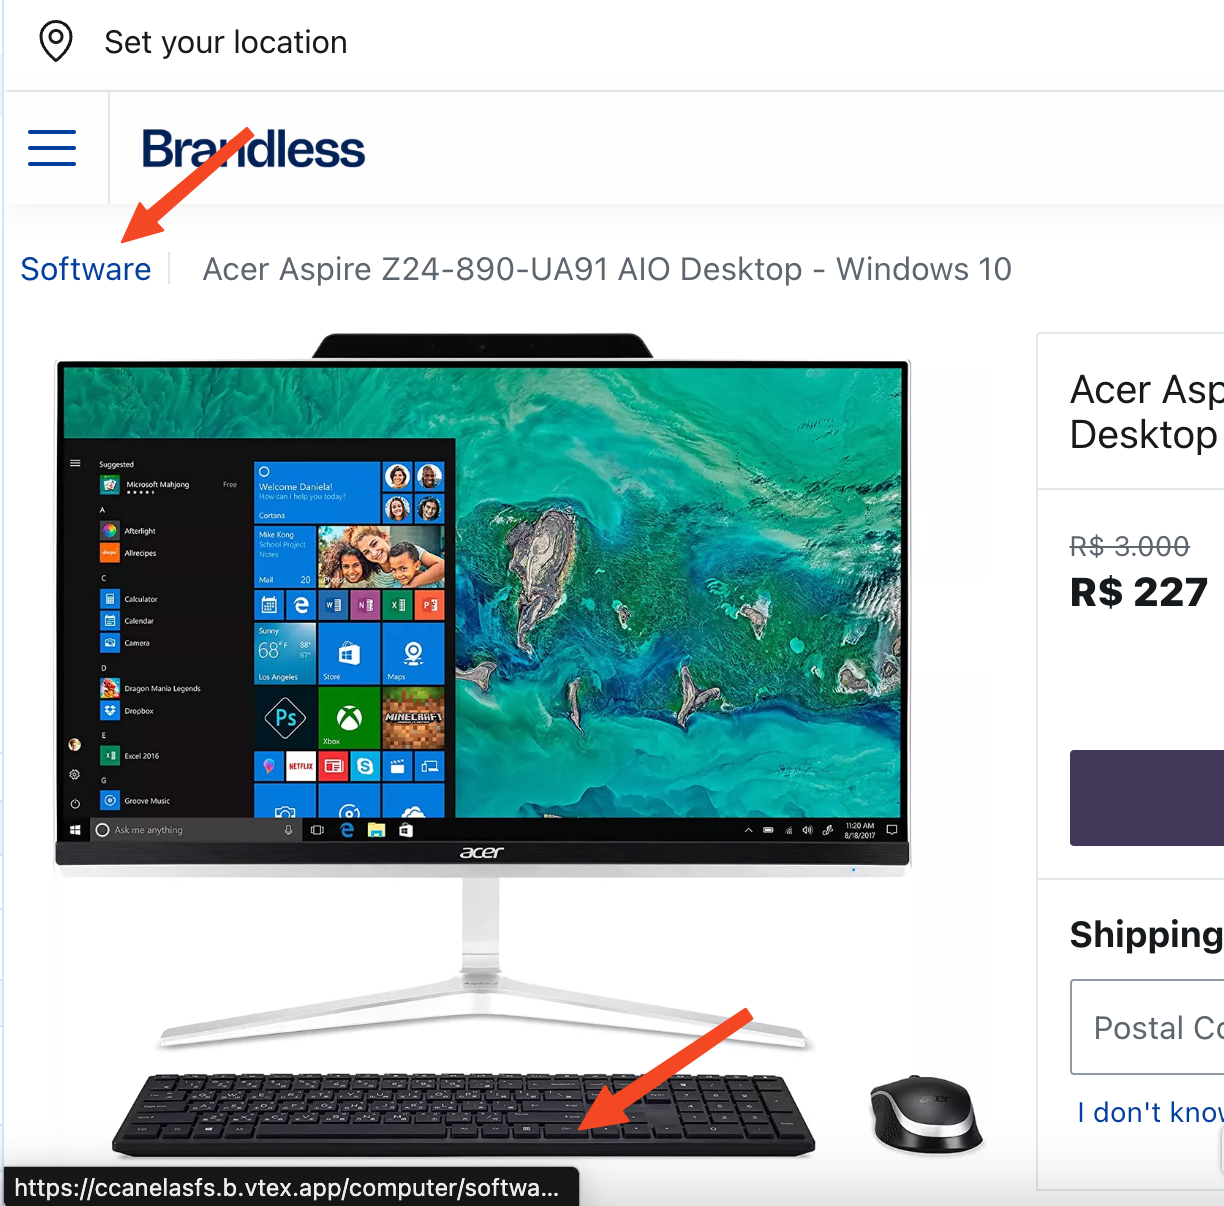 Set your location
Brandless
Software
Acer Aspire Z24-890-UA91 AIO Desktop - Windows 10
Acer Asp
Desktop
R$ 3.000
R$ 227
Shipping
Postal Co
I don't know
Suggested
Microsoft Mahjong
Free
A
Afterlight
Allrecipes
C
Calculator
Calendar
Camera
D
Dragon Mania Legends
Dropbox
E
Excel 2016
G
Groove Music
Ask me anything
Welcome Daniela!
How can I help you today?
Cortana
Mike Kong
School Project
Notes
Mail 20
Photos
Sunny
68°F
88°
67°
Los Angeles
Store
Maps
Ps
Xbox
MINECRAFT
NETFLIX
11:20 AM
8/18/2017
acer
acer
https://ccanelasfs.b.vtex.app/computer/softwa...